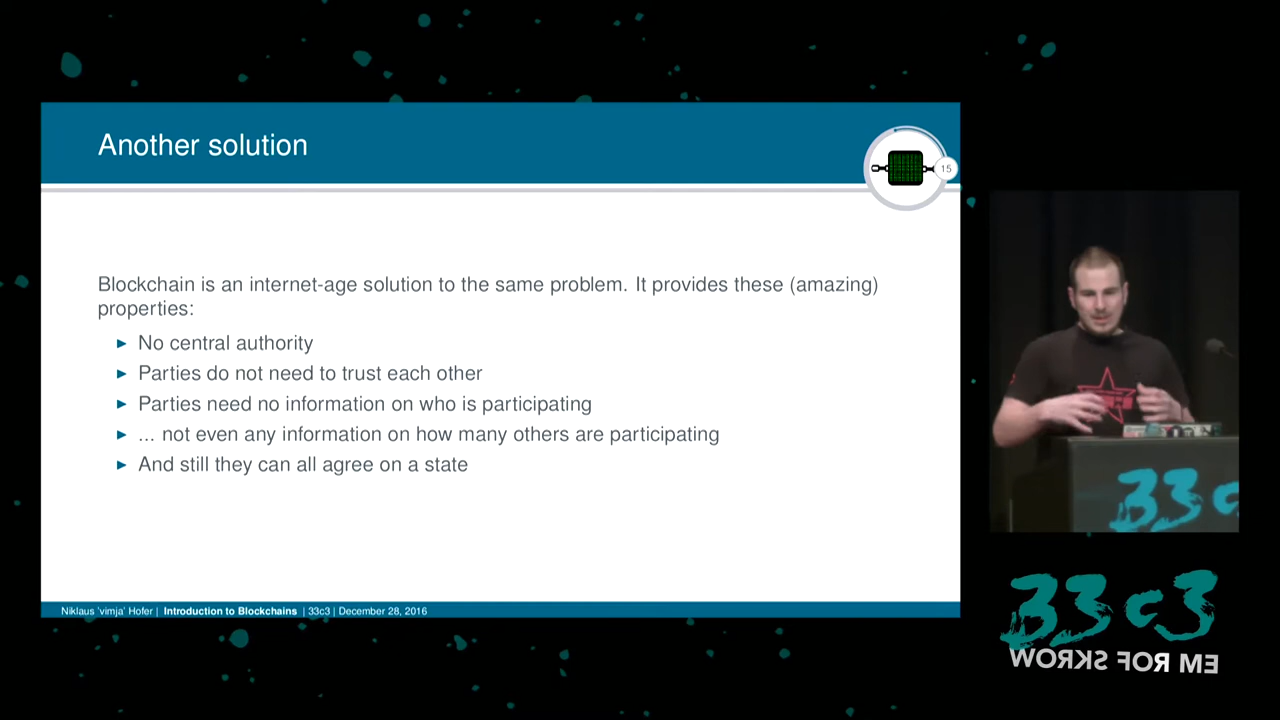 Another solution
15
Blockchain is an internet-age solution to the same problem. It provides these (amazing)
properties:
No central authority
Parties do not need to trust each other
Parties need no information on who is participating
... not even any information on how many others are participating
And still they can all agree on a state
Niklaus 'vimja' Hofer | Introduction to Blockchains | 33c3 | December 28, 2016
33c
33c3
WORKS FOR ME